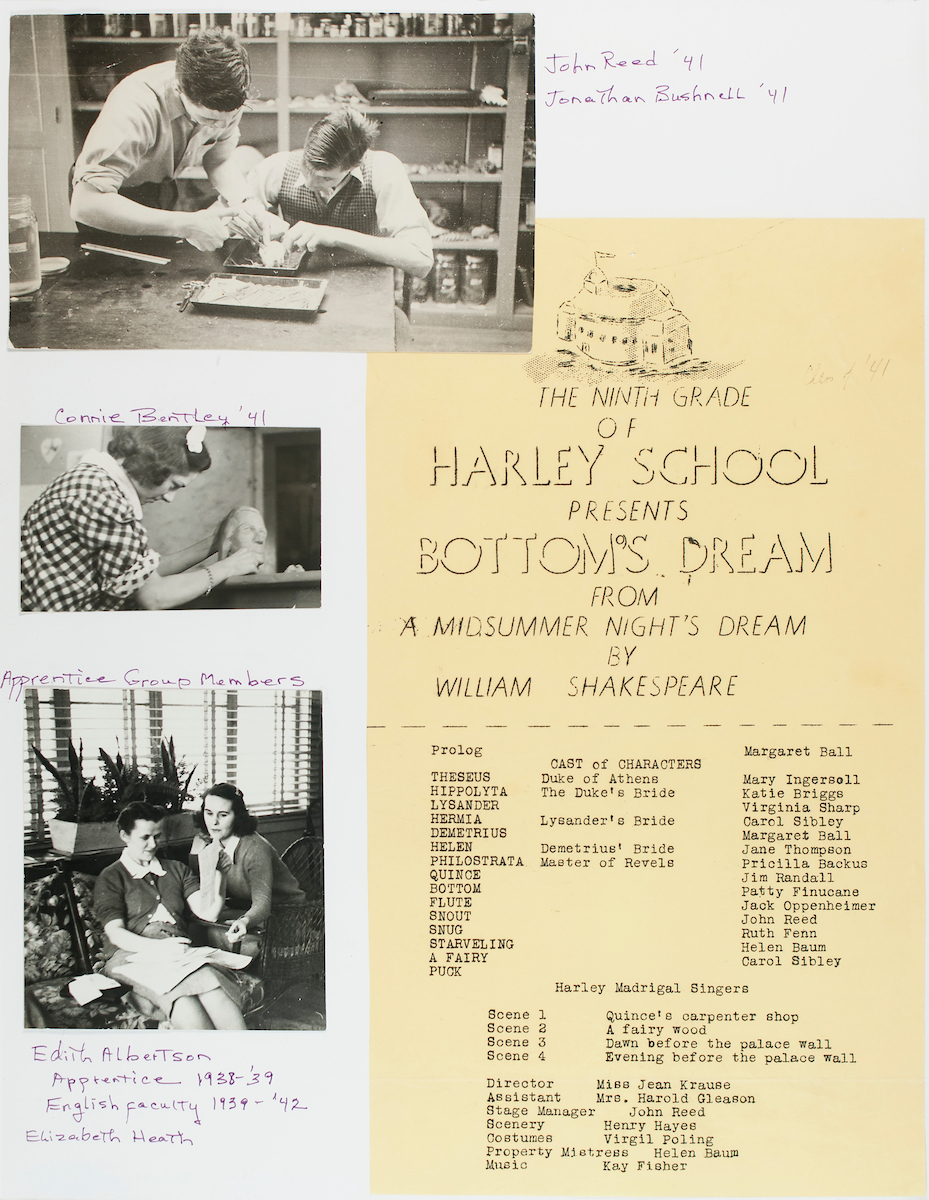 John Reed '41
Jonathan Bushnell '41
Class of '41
THE NINTH GRADE
OF
HARLEY SCHOOL
PRESENTS
BOTTOM'S DREAM
FROM
A MIDSUMMER NIGHT'S DREAM
BY
WILLIAM SHAKESPEARE
Prolog Margaret Ball
CAST of CHARACTERS
THESEUS Duke of Athens Mary Ingersoll
HIPPOLYTA The Duke's Bride Katie Briggs
LYSANDER Virginia Sharp
HERMIA Lysander's Bride Carol Sibley
DEMETRIUS Margaret Ball
HELEN Demetrius' Bride Jane Thompson
PHILOSTRATA Master of Revels Pricilla Backus
QUINCE Jim Randall
BOTTOM Patty Finucane
FLUTE Jack Oppenheimer
SNOUT John Reed
SNUG Ruth Fenn
STARVELING Helen Baum
A FAIRY Carol Sibley
PUCK
Harley Madrigal Singers
Scene 1 Quince's carpenter shop
Scene 2 A fairy wood
Scene 3 Dawn before the palace wall
Scene 4 Evening before the palace wall
Director Miss Jean Krause
Assistant Mrs. Harold Gleason
Stage Manager John Reed
Scenery Henry Hayes
Costumes Virgil Poling
Property Mistress Helen Baum
Music Kay Fisher
Connie Bentley '41
Apprentice Group Members
Edith Albertson
Apprentice 1938-'39
English faculty 1939-'42
Elizabeth Heath